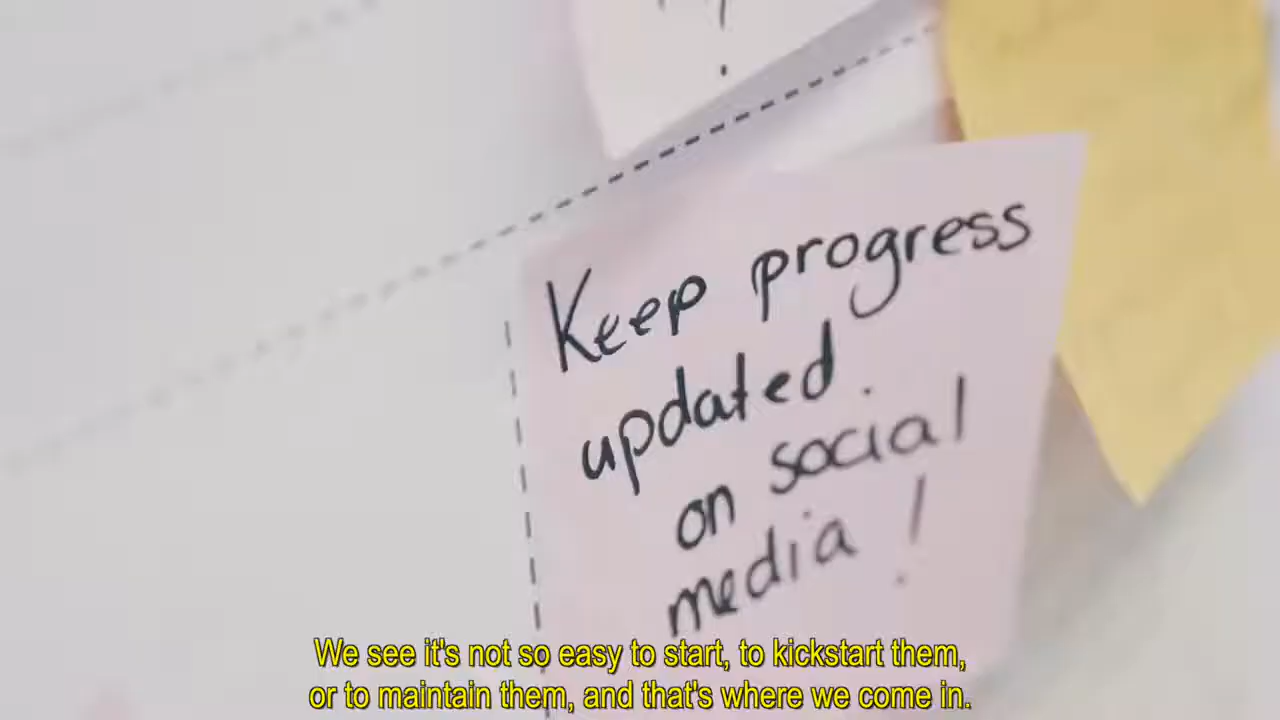 Keep progress
updated.
on social
media!
We see it's not so easy to start, to kickstart them,
or to maintain them, and that's where we come in.